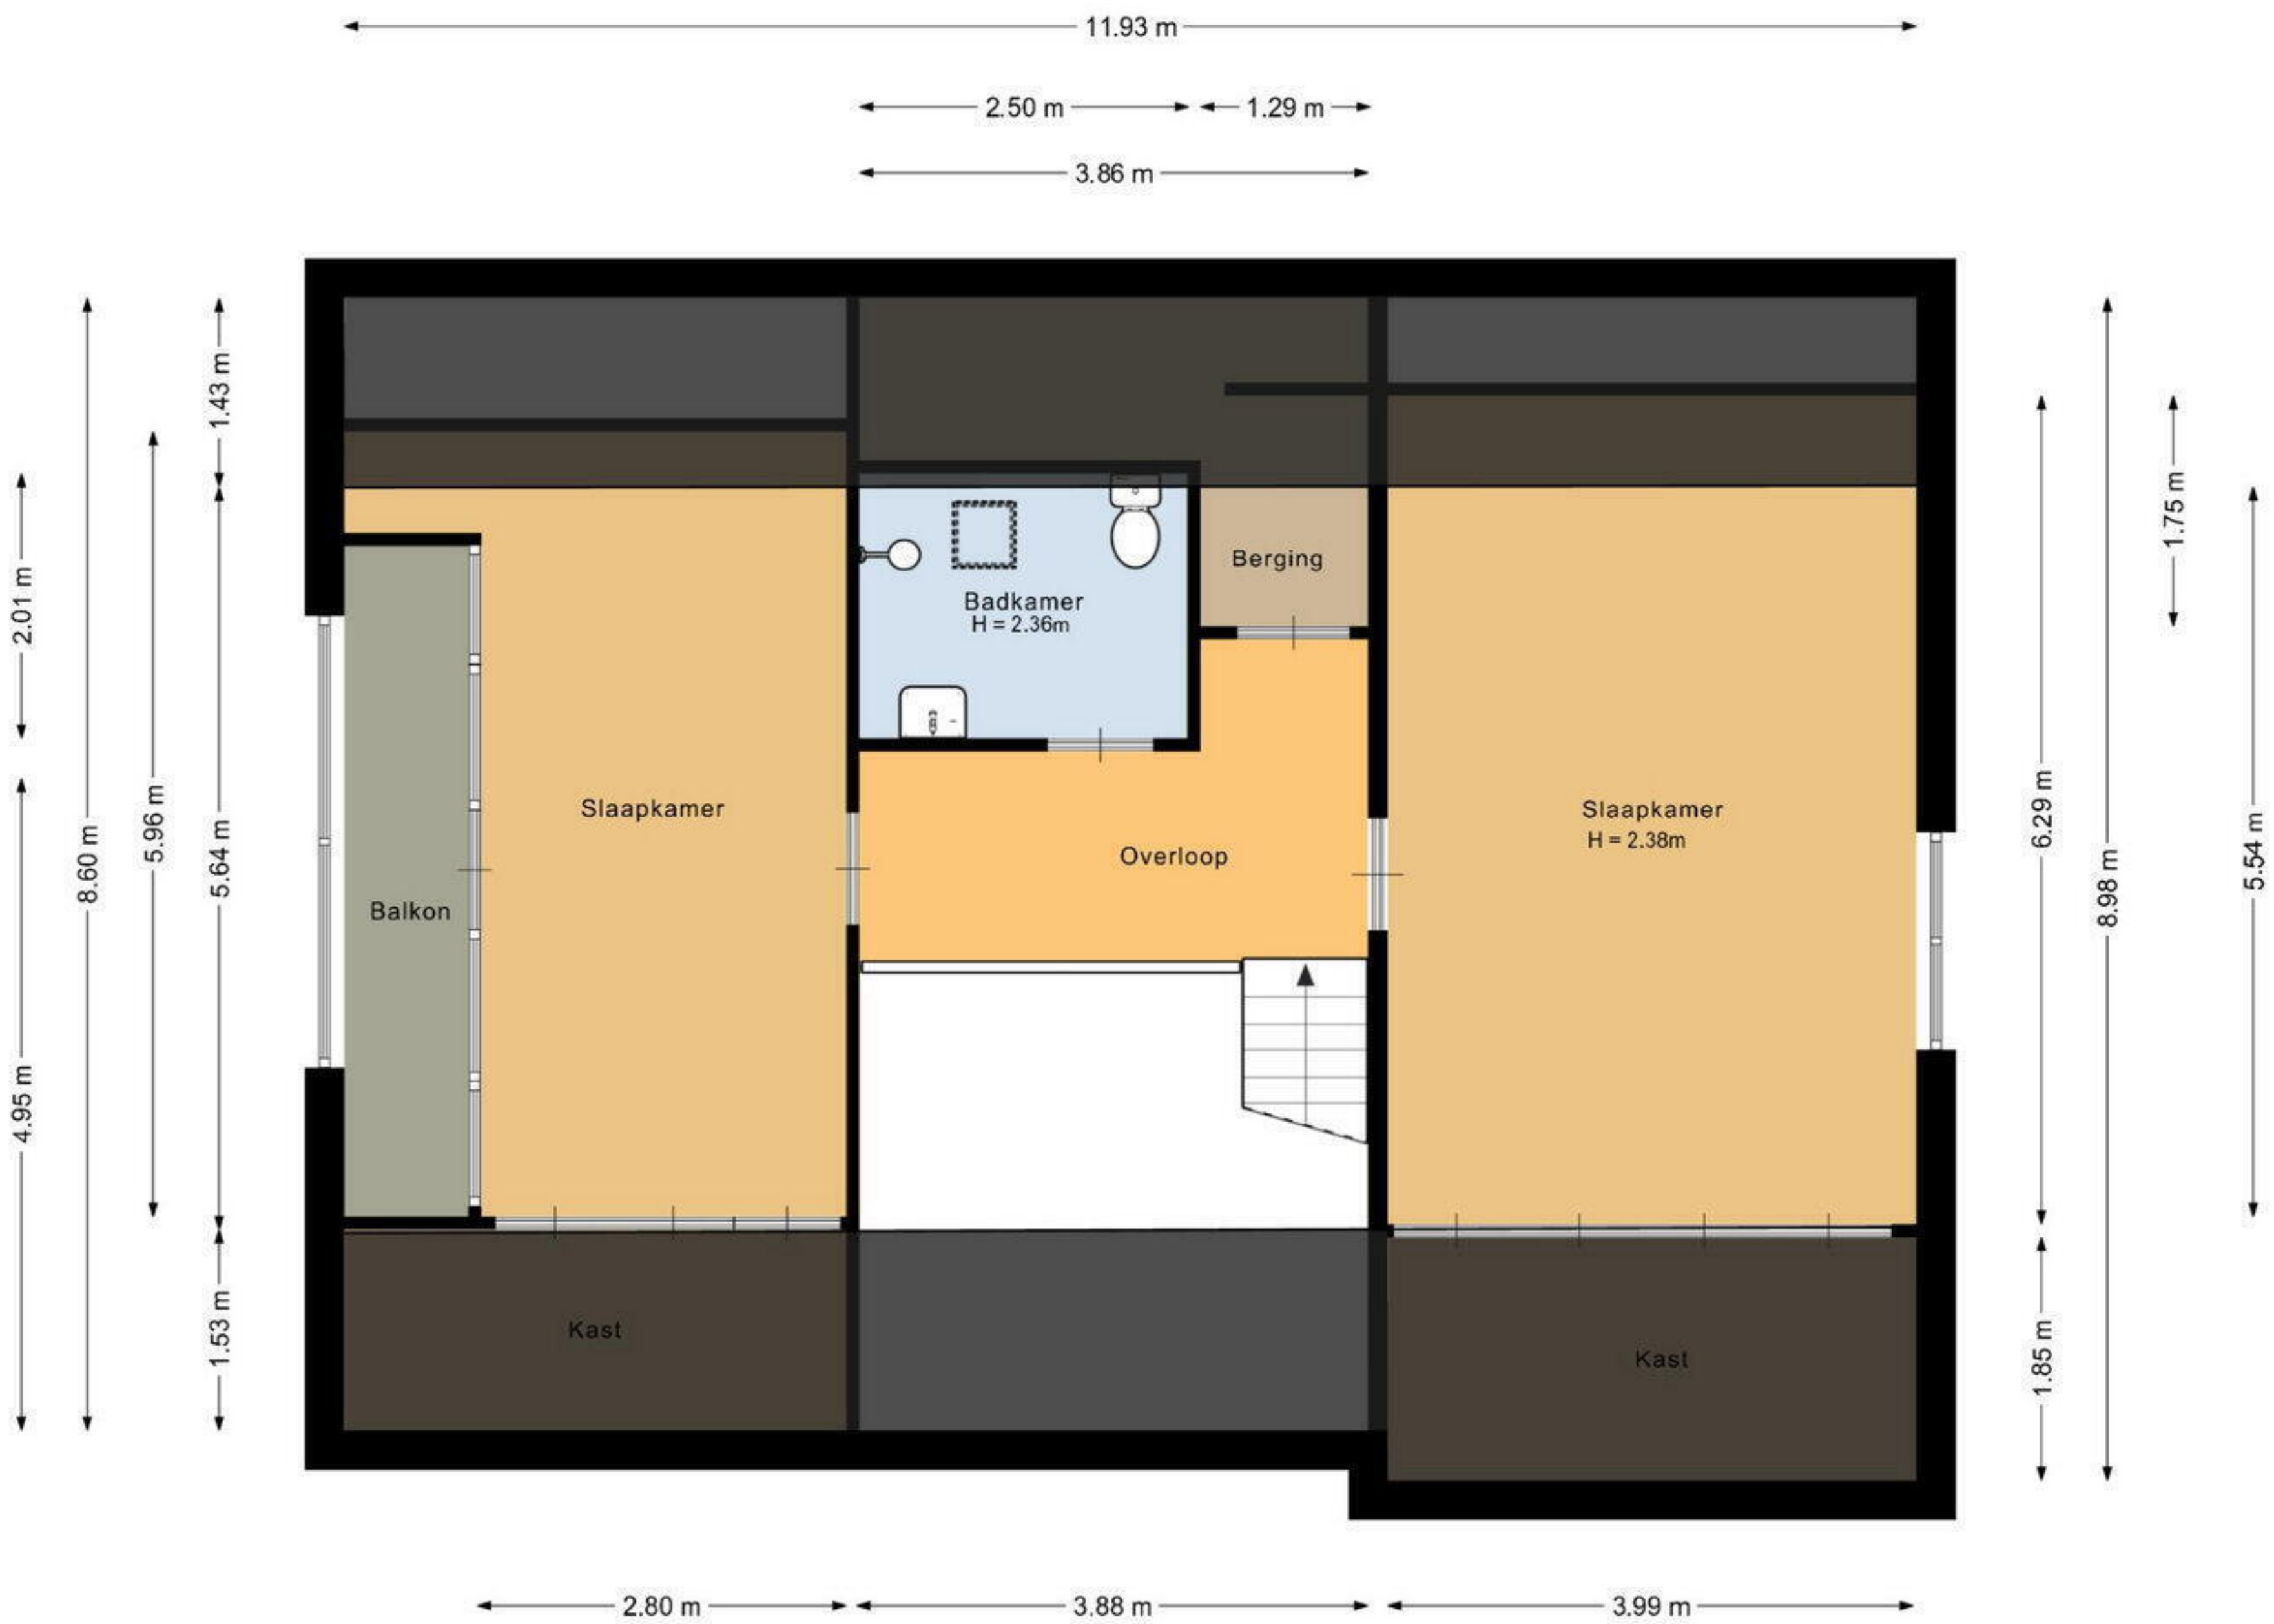 11.93 m
2.50 m
1.29 m
3.86 m
1.43 m
2.01 m
8.60 m
5.96 m
5.64 m
4.95 m
1.53 m
Berging
Badkamer
H = 2.36m
Slaapkamer
Slaapkamer
H = 2.38m
Overloop
Balkon
Kast
Kast
1.75 m
6.29 m
8.98 m
5.54 m
1.85 m
2.80 m
3.88 m
3.99 m